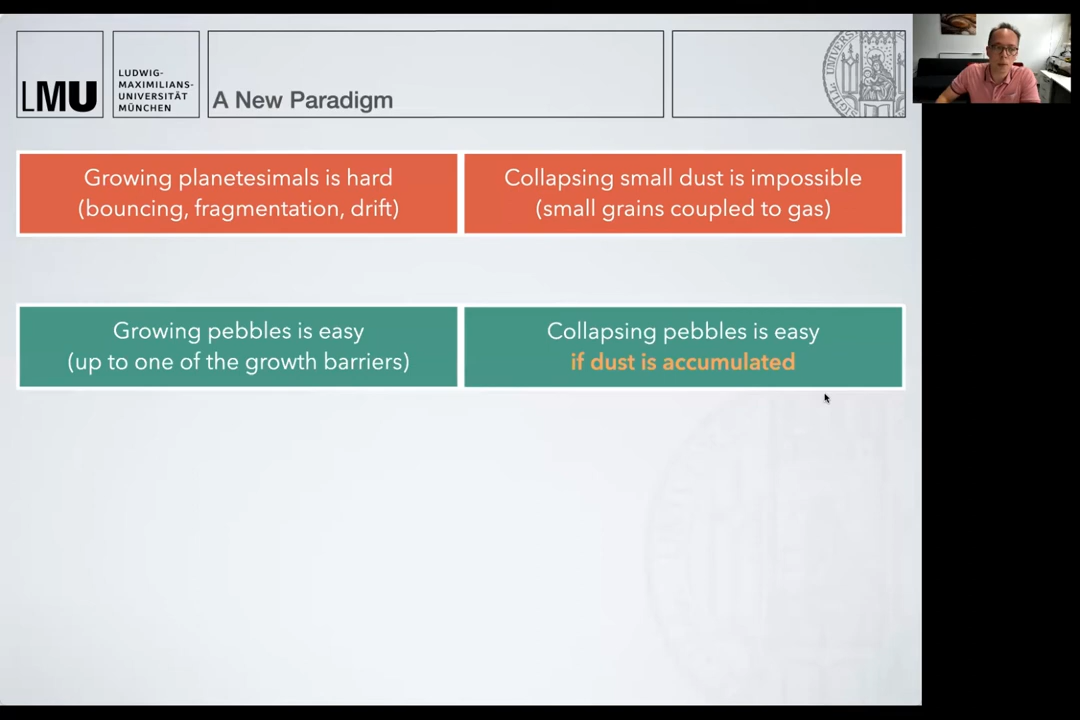 LMU
LUDWIG-
MAXIMILIANS-
UNIVERSITÄT
MÜNCHEN
A New Paradigm
Growing planetesimals is hard
(bouncing, fragmentation, drift)
Collapsing small dust is impossible
(small grains coupled to gas)
Growing pebbles is easy
(up to one of the growth barriers)
Collapsing pebbles is easy
if dust is accumulated